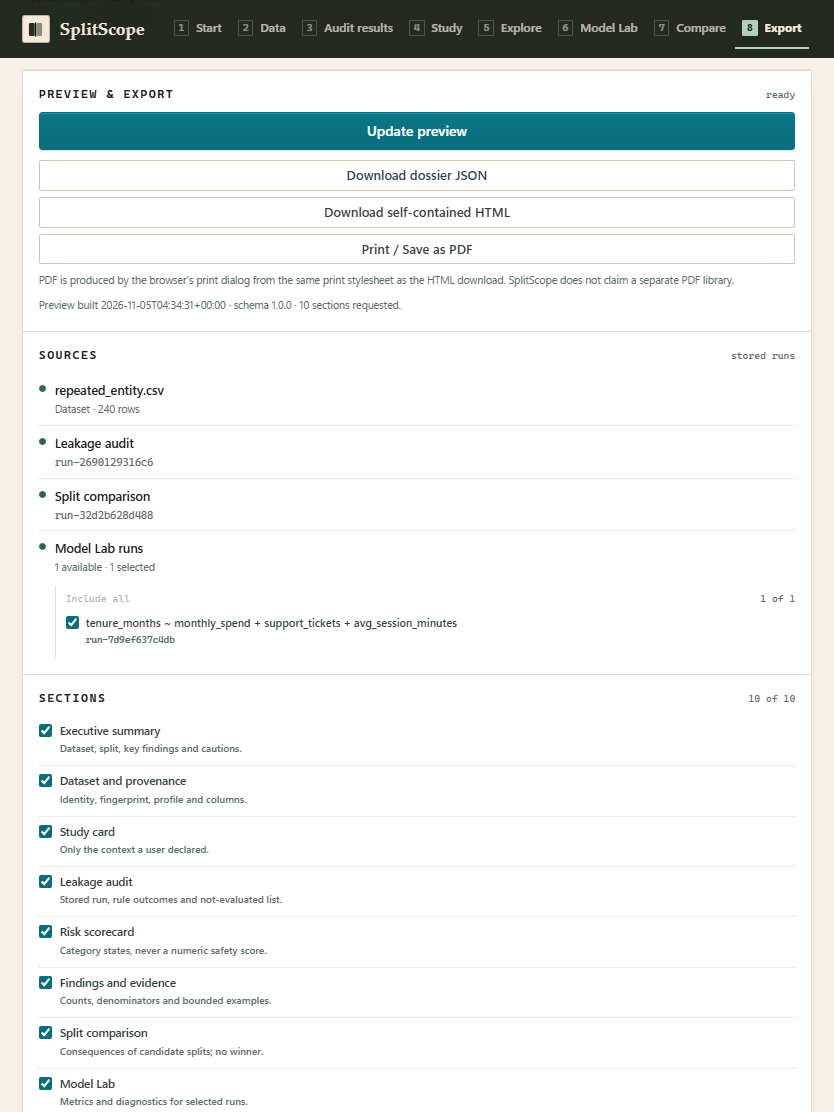 SplitScope
1 Start
2 Data
3 Audit results
4 Study
5 Explore
6 Model Lab
7 Compare
8 Export
PREVIEW & EXPORT
ready
Update preview
Download dossier JSON
Download self-contained HTML
Print / Save as PDF
PDF is produced by the browser's print dialog from the same print stylesheet as the HTML download. SplitScope does not claim a separate PDF library.
Preview built 2026-11-05T04:34:31+00:00 · schema 1.0.0 · 10 sections requested.
SOURCES
stored runs
repeated_entity.csv
Dataset · 240 rows
Leakage audit
run-2690129316c6
Split comparison
run-32d2b628d488
Model Lab runs
1 available · 1 selected
Include all
1 of 1
tenure_months ~ monthly_spend + support_tickets + avg_session_minutes
run-7d9ef637c4db
SECTIONS
10 of 10
Executive summary
Dataset, split, key findings and cautions.
Dataset and provenance
Identity, fingerprint, profile and columns.
Study card
Only the context a user declared.
Leakage audit
Stored run, rule outcomes and not-evaluated list.
Risk scorecard
Category states, never a numeric safety score.
Findings and evidence
Counts, denominators and bounded examples.
Split comparison
Consequences of candidate splits; no winner.
Model Lab
Metrics and diagnostics for selected runs.